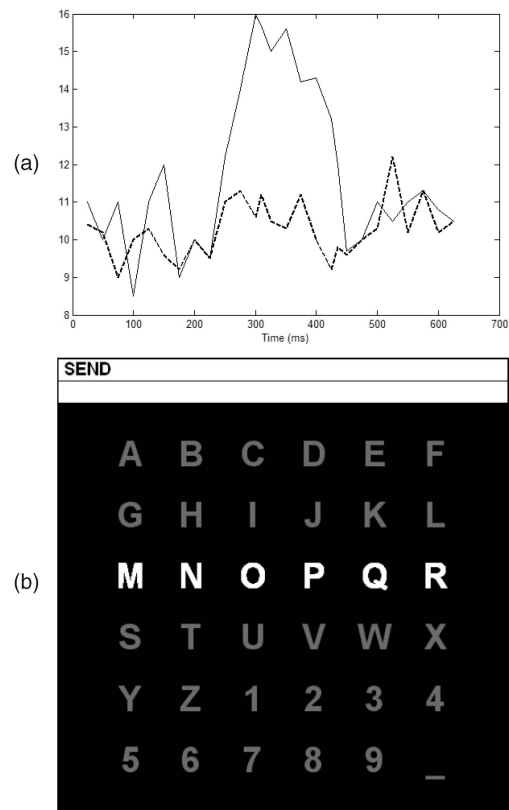 16
15
14
13
(a)
12
11
10
9
8
0 100 200 300 400 500 600 700
Time (ms)
SEND
A B C D E F
G H I J K L
(b)
M N O P Q R
S T U V W X
Y Z 1 2 3 4
5 6 7 8 9 _